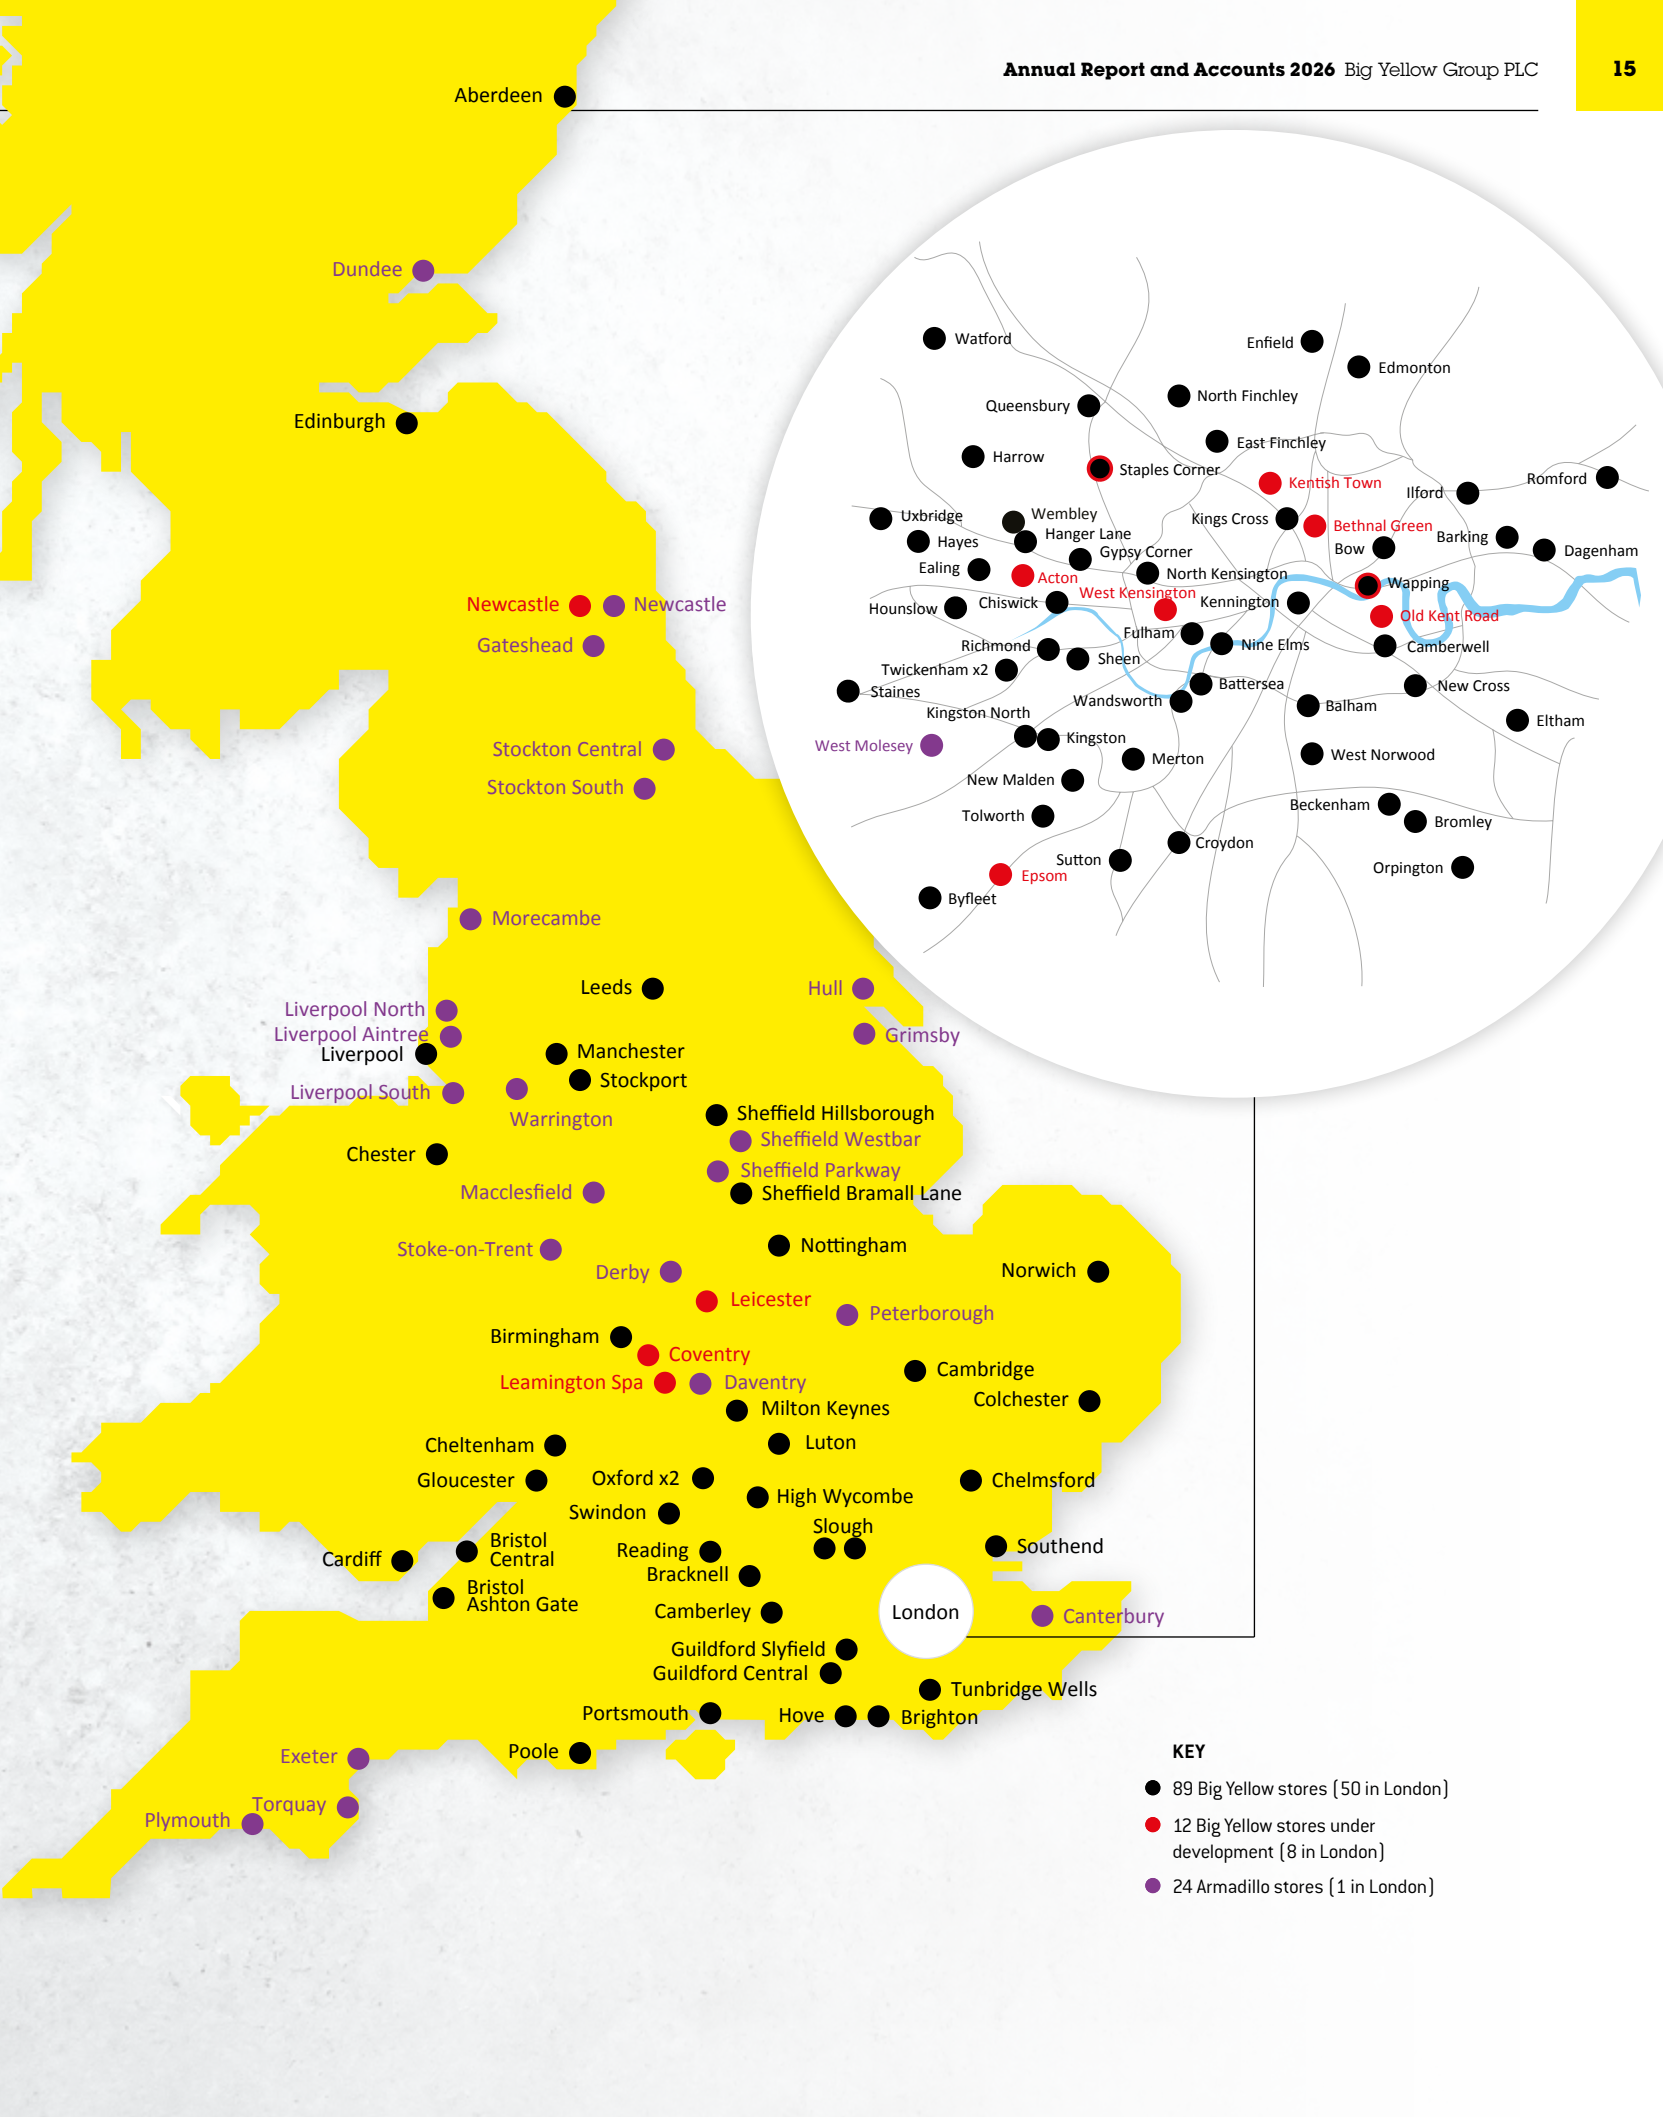 Annual Report and Accounts 2026 Big Yellow Group PLC
15
Aberdeen
Dundee
Edinburgh
Newcastle
Newcastle
Gateshead
Stockton Central
Stockton South
Morecambe
Leeds
Hull
Liverpool North
Liverpool Aintree
Grimsby
Liverpool
Manchester
Stockport
Liverpool South
Warrington
Sheffield Hillsborough
Sheffield Westbar
Chester
Sheffield Parkway
Macclesfield
Sheffield Bramall Lane
Stoke-on-Trent
Nottingham
Derby
Norwich
Leicester
Peterborough
Birmingham
Coventry
Cambridge
Leamington Spa
Daventry
Colchester
Milton Keynes
Cheltenham
Luton
Gloucester
Oxford x2
Chelmsford
High Wycombe
Swindon
Slough
Bristol
Central
Cardiff
Reading
Southend
Bracknell
Bristol
Ashton Gate
Camberley
London
Canterbury
Guildford Slyfield
Guildford Central
Tunbridge Wells
Portsmouth
Hove
Brighton
Poole
Exeter
Torquay
Plymouth
Watford
Enfield
Edmonton
North Finchley
Queensbury
East Finchley
Harrow
Staples Corner
Kentish Town
Romford
Ilford
Uxbridge
Wembley
Kings Cross
Bethnal Green
Hanger Lane
Barking
Hayes
Gypsy Corner
Bow
Dagenham
Ealing
Acton
North Kensington
Wapping
West Kensington
Hounslow
Chiswick
Kennington
Old Kent Road
Fulham
Richmond
Nine Elms
Camberwell
Sheen
Twickenham x2
Staines
Battersea
New Cross
Wandsworth
Kingston North
Balham
Eltham
West Molesey
Kingston
Merton
West Norwood
New Malden
Beckenham
Tolworth
Bromley
Croydon
Sutton
Orpington
Epsom
Byfleet
KEY
89 Big Yellow stores (50 in London)
12 Big Yellow stores under
development (8 in London)
24 Armadillo stores (1 in London)